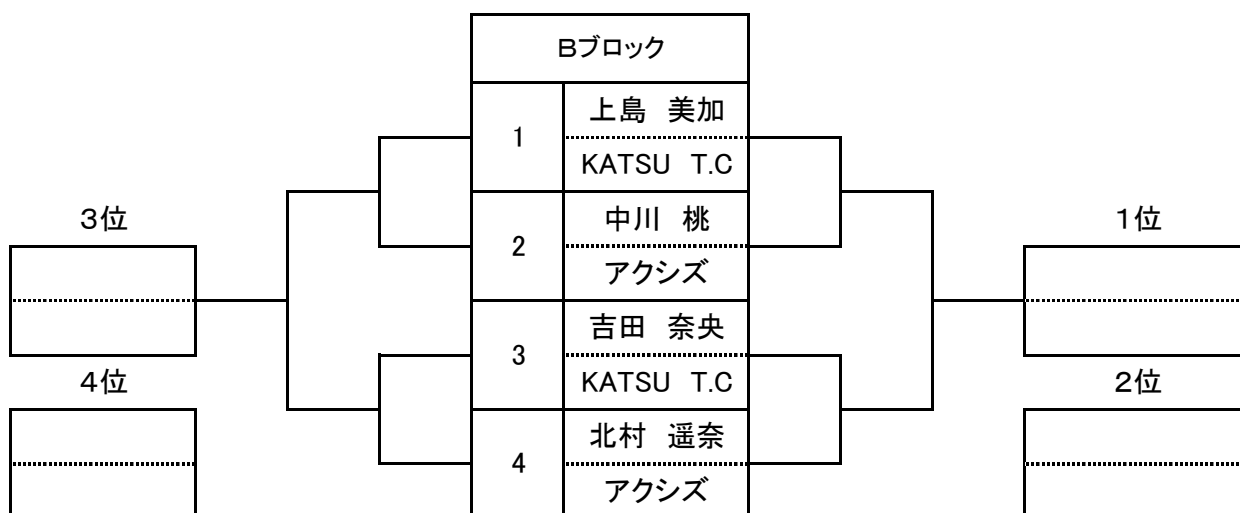 Bブロック
1
上島　美加
KATSU　T.C
2
中川　桃
アクシズ
3
吉田　奈央
KATSU　T.C
4
北村　遥奈
アクシズ
3位
4位
1位
2位